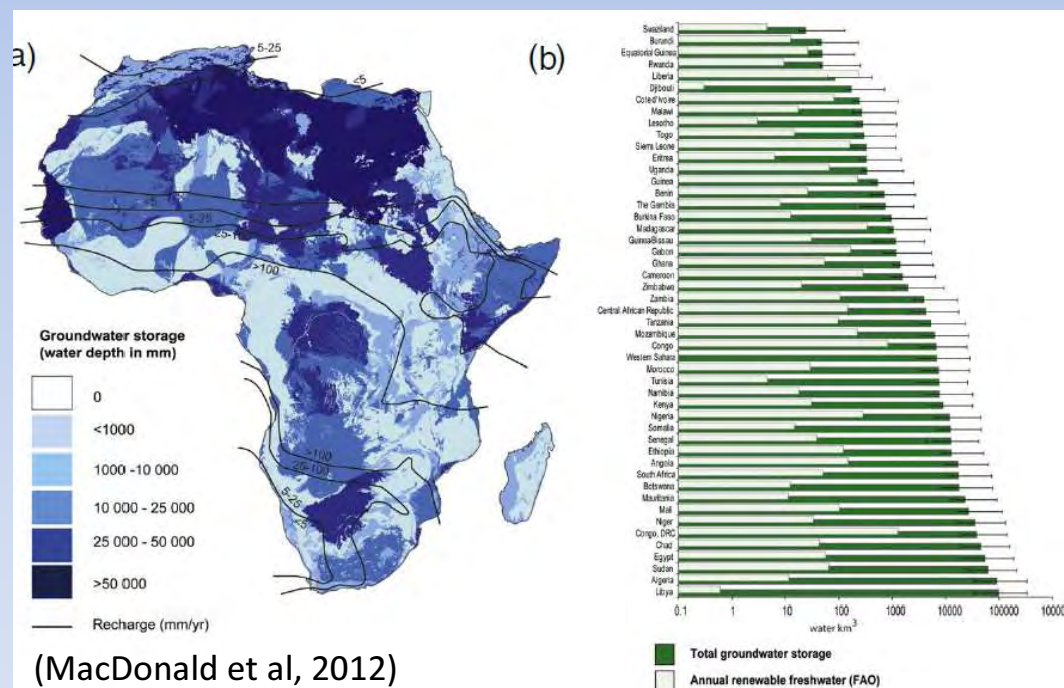 a)
5-25
<5
<5
5-25
25-100
>100
>100
25-100
5-25
<5
Groundwater storage
(water depth in mm)
0
<1000
1000 -10 000
10 000 - 25 000
25 000 - 50 000
>50 000
Recharge (mm/yr)
(MacDonald et al, 2012)
(b)
Swaziland
Burundi
Equatorial Guinea
Rwanda
Liberia
Djibouti
Cote d'Ivoire
Malawi
Lesotho
Togo
Sierra Leone
Eritrea
Uganda
Guinea
Benin
The Gambia
Burkina Faso
Madagascar
GuineaBissau
Gabon
Ghana
Cameroon
Zimbabwe
Zambia
Central African Republic
Tanzania
Mozambique
Congo
Western Sahara
Morocco
Tunisia
Namibia
Kenya
Nigeria
Somalia
Senegal
Ethiopia
Angola
South Africa
Botswana
Mauritania
Mali
Niger
Congo, DRC
Chad
Egypt
Sudan
Algeria
Libya
0.1 1 10 100 1000 10000 100000 1000
water km³
Total groundwater storage
Annual renewable freshwater (FAO)